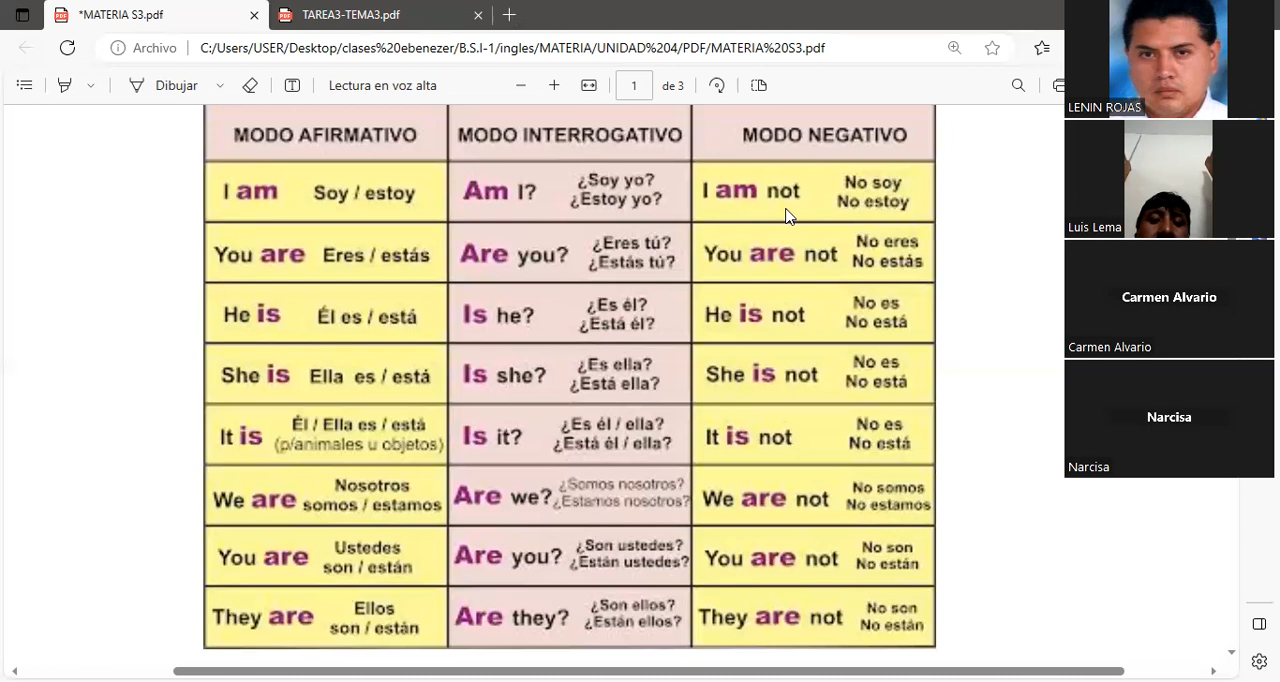 *MATERIA S3.pdf
TAREA3-TEMA3.pdf
Archivo
C:/Users/USER/Desktop/clases%20ebenezer/B.S.I-1/ingles/MATERIA/UNIDAD%204/PDF/MATERIA%20S3.pdf
Dibujar
Lectura en voz alta
1
de 3
MODO AFIRMATIVO
MODO INTERROGATIVO
MODO NEGATIVO
I am
Soy / estoy
Am I?
¿Soy yo?
¿Estoy yo?
I am not
No soy
No estoy
You are
Eres / estás
Are you?
¿Eres tú?
¿Estás tú?
You are not
No eres
No estás
He is
Él es / está
Is he?
¿Es él?
¿Está él?
He is not
No es
No está
She is
Ella es / está
Is she?
¿Es ella?
¿Está ella?
She is not
No es
No está
It is
Él / Ella es / está
(p/animales u objetos)
Is it?
¿Es él / ella?
¿Está él / ella?
It is not
No es
No está
We are
Nosotros
somos / estamos
Are we?
¿Somos nosotros?
¿Estamos nosotros?
We are not
No somos
No estamos
You are
Ustedes
son / están
Are you?
¿Son ustedes?
¿Están ustedes?
You are not
No son
No están
They are
Ellos
son / están
Are they?
¿Son ellos?
¿Están ellos?
They are not
No son
No están
LENIN ROJAS
Luis Lema
Carmen Alvario
Carmen Alvario
Narcisa
Narcisa